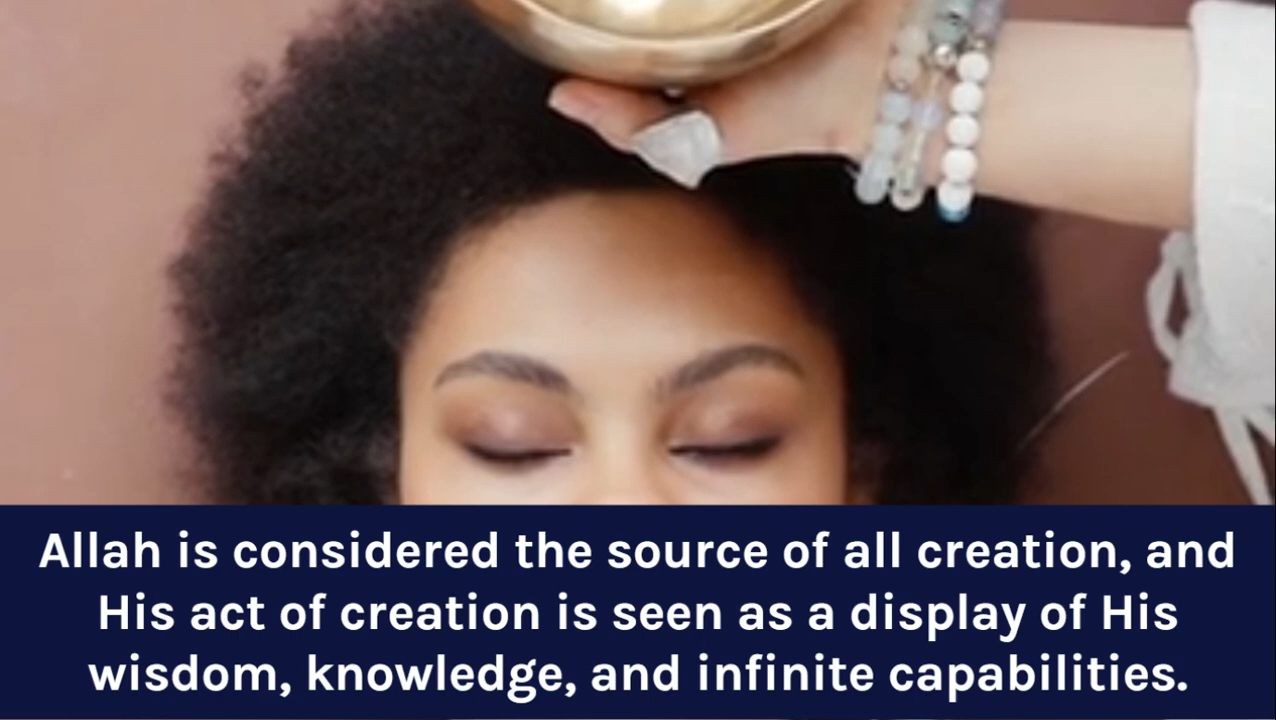 Allah is considered the source of all creation, and
His act of creation is seen as a display of His
wisdom, knowledge, and infinite capabilities.